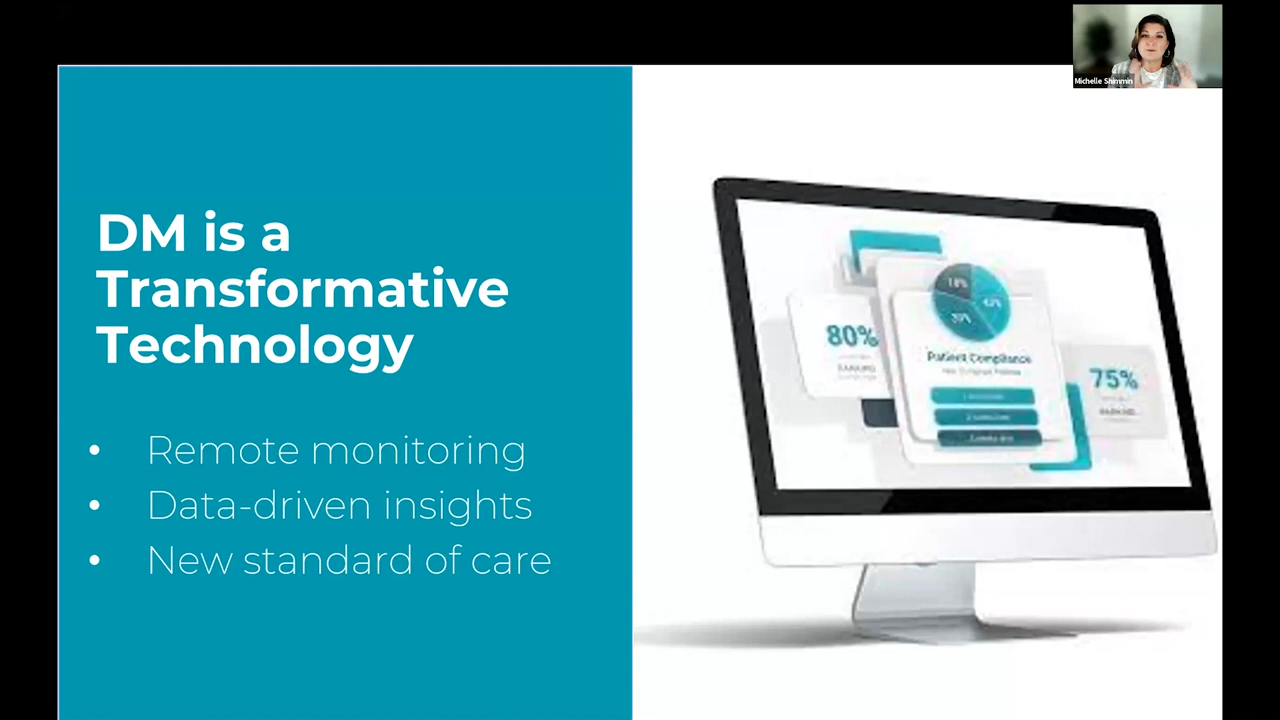 Michelle Shimmin
DM is a
Transformative
Technology
• Remote monitoring
• Data-driven insights
• New standard of care
80%
Patient Compliance
75%